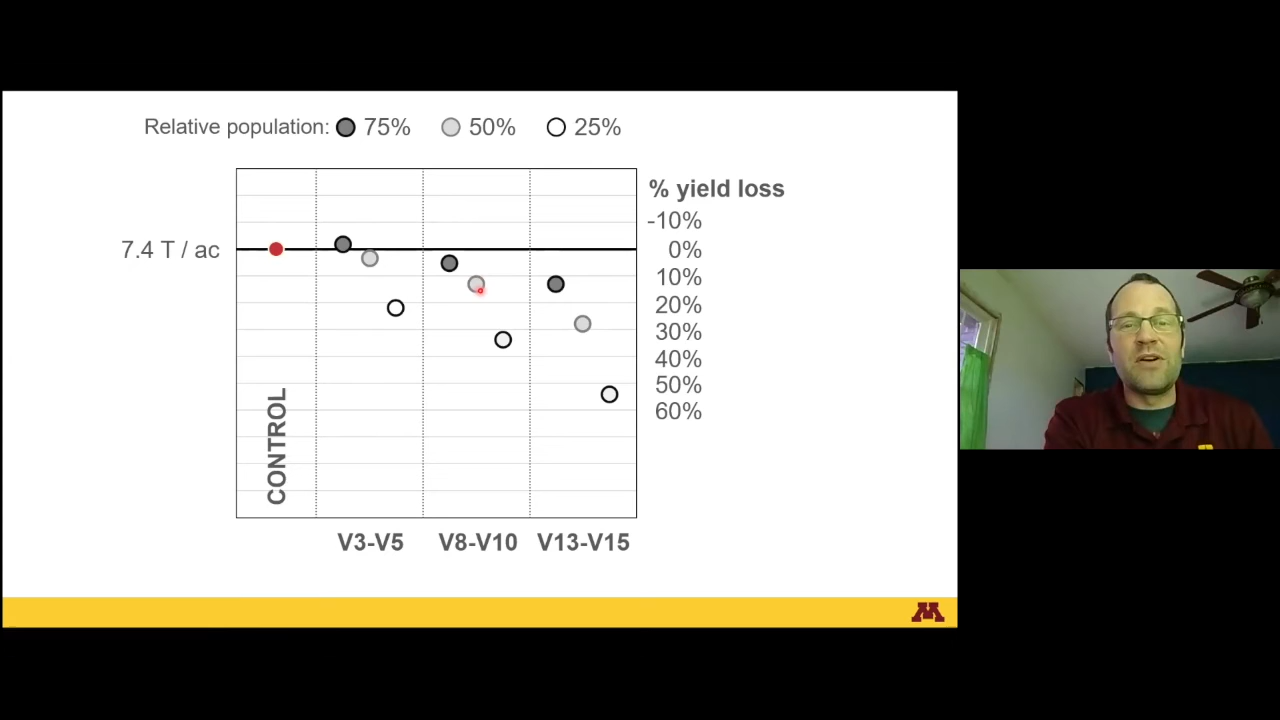 Relative population: 75% 50% 25%
% yield loss
-10%
7.4 T / ac
0%
10%
20%
30%
40%
50%
60%
CONTROL
V3-V5 V8-V10 V13-V15
M